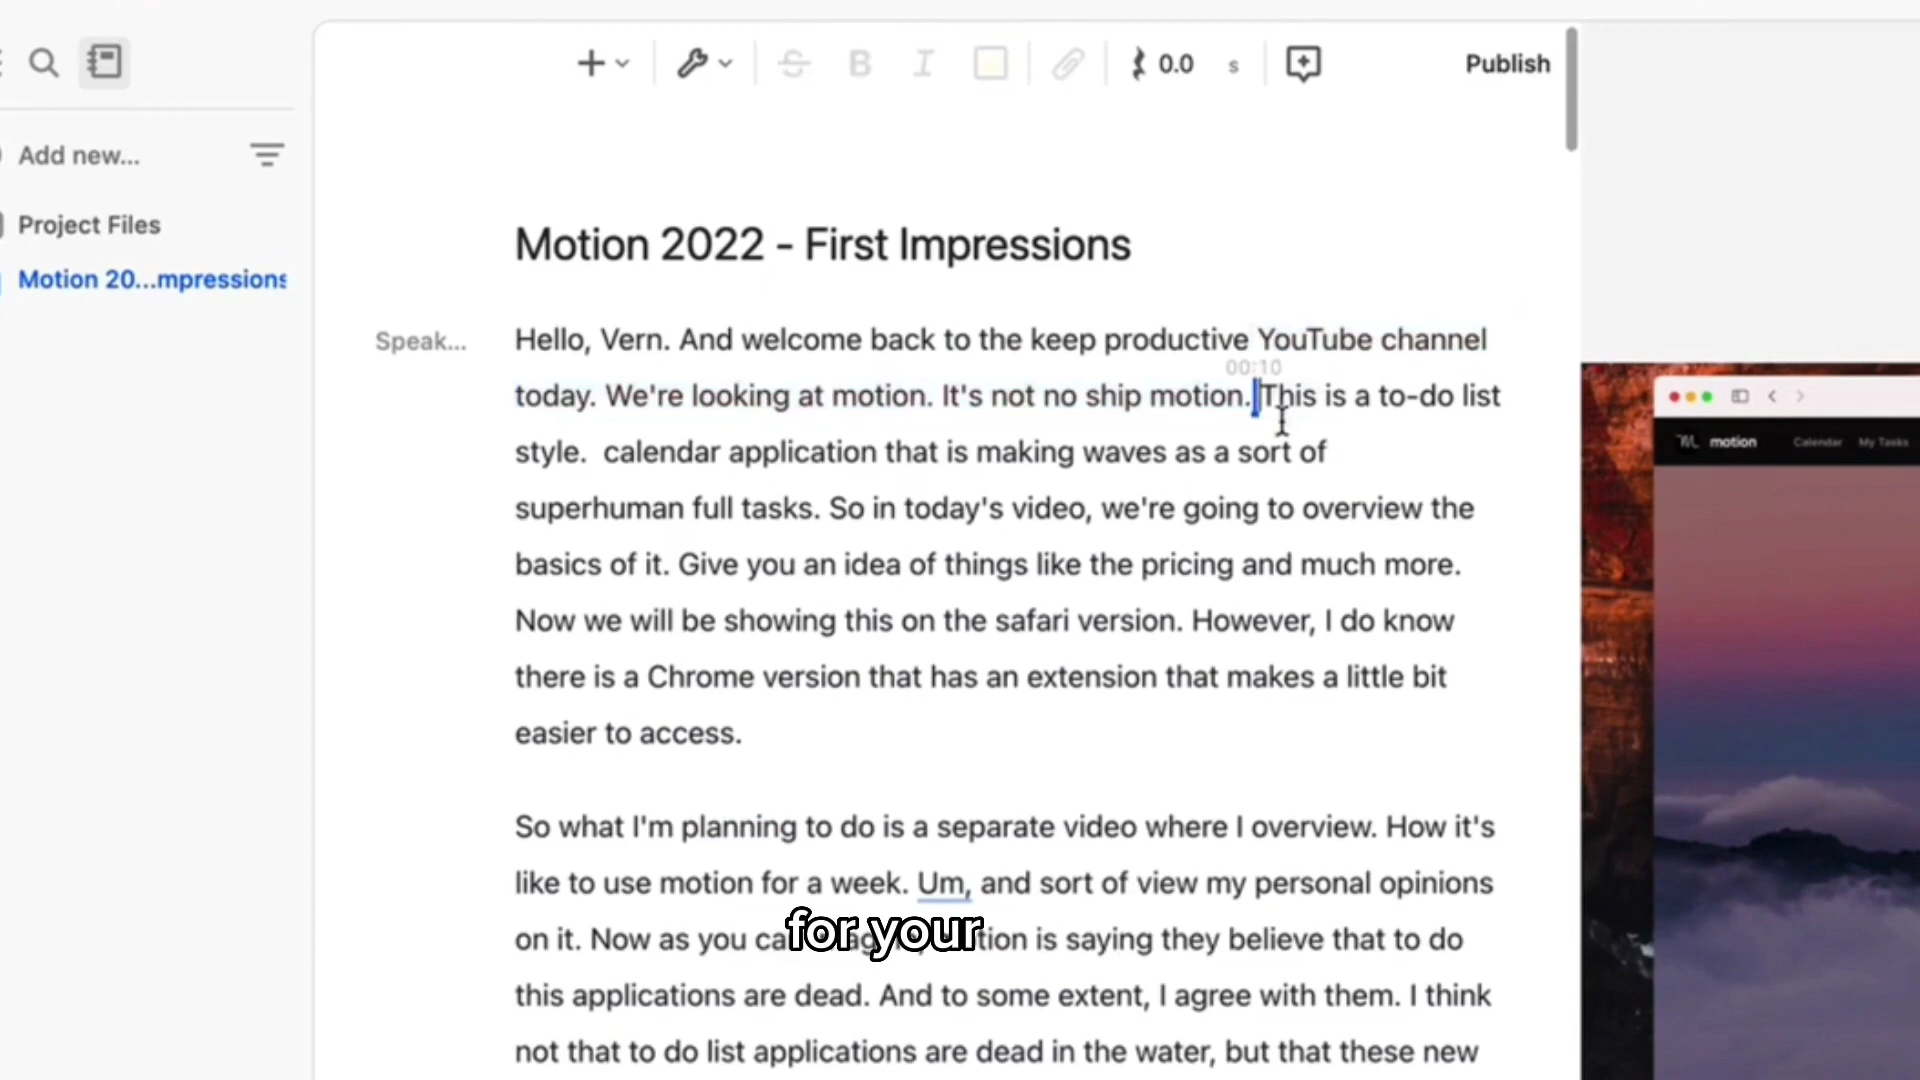 0.0 s
Publish
Add new...
Project Files
Motion 20...mpressions
Motion 2022 - First Impressions
Speak...
Hello, Vern. And welcome back to the keep productive YouTube channel
00:10
today. We're looking at motion. It's not no ship motion. This is a to-do list
style. calendar application that is making waves as a sort of
superhuman full tasks. So in today's video, we're going to overview the
basics of it. Give you an idea of things like the pricing and much more.
Now we will be showing this on the safari version. However, I do know
there is a Chrome version that has an extension that makes a little bit
easier to access.
So what I'm planning to do is a separate video where I overview. How it's
like to use motion for a week. Um, and sort of view my personal opinions
on it. Now as you is saying they believe that to do
for your
this applications are dead. And to some extent, I agree with them. I think
not that to do list applications are dead in the water, but that these new
motion Calendar My Tasks